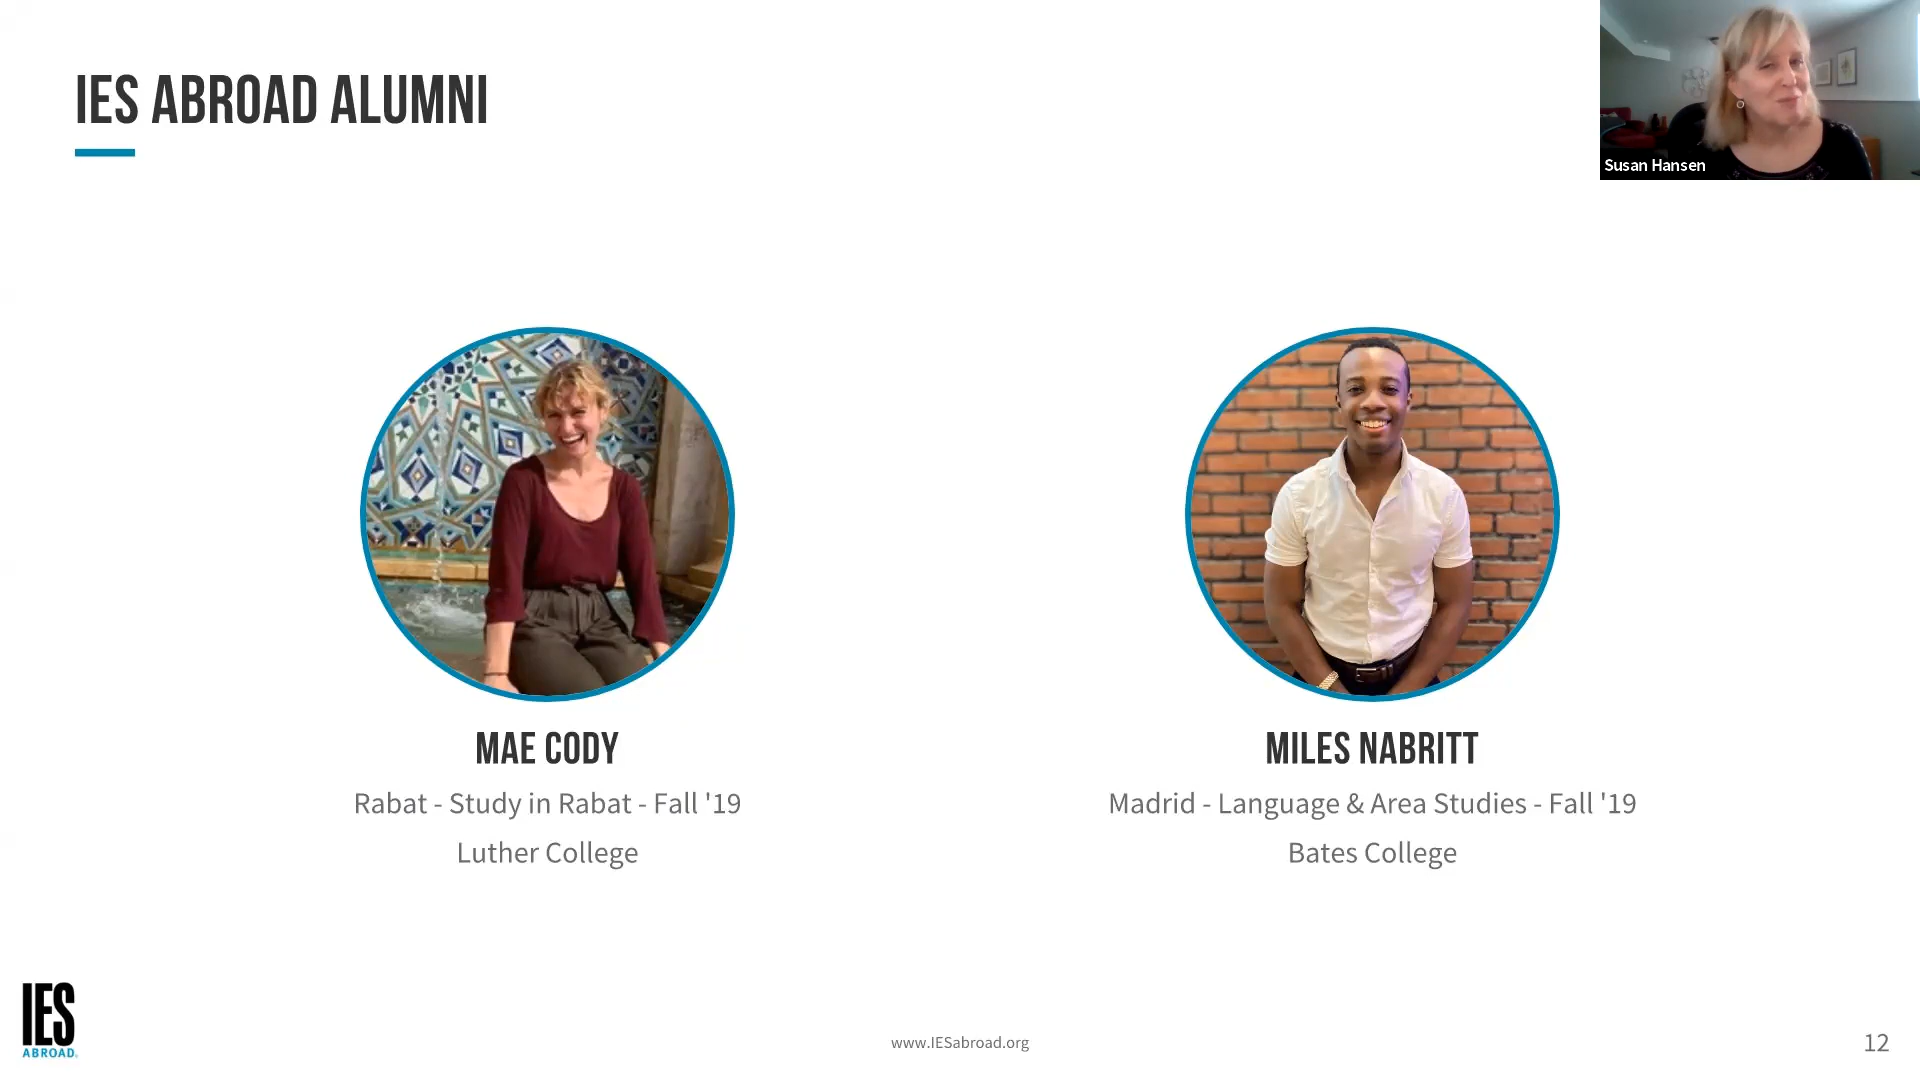 IES ABROAD ALUMNI
Susan Hansen
MAE CODY
Rabat - Study in Rabat - Fall '19
Luther College
MILES NABRITT
Madrid - Language & Area Studies - Fall '19
Bates College
IES
ABROAD
www.IESabroad.org
12